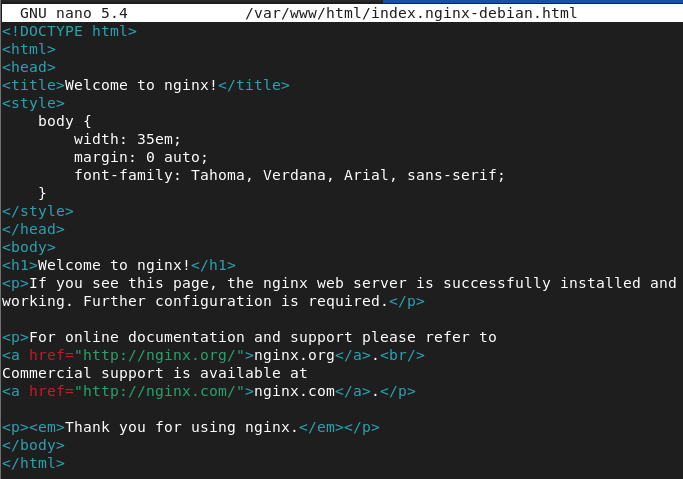 GNU nano 5.4 /var/www/html/index.nginx-debian.html
<!DOCTYPE html>
<html>
<head>
<title>Welcome to nginx!</title>
<style>
    body {
        width: 35em;
        margin: 0 auto;
        font-family: Tahoma, Verdana, Arial, sans-serif;
    }
</style>
</head>
<body>
<h1>Welcome to nginx!</h1>
<p>If you see this page, the nginx web server is successfully installed and
working. Further configuration is required.</p>

<p>For online documentation and support please refer to
<a href="http://nginx.org/">nginx.org</a>.<br/>
Commercial support is available at
<a href="http://nginx.com/">nginx.com</a>.</p>

<p><em>Thank you for using nginx.</em></p>
</body>
</html>